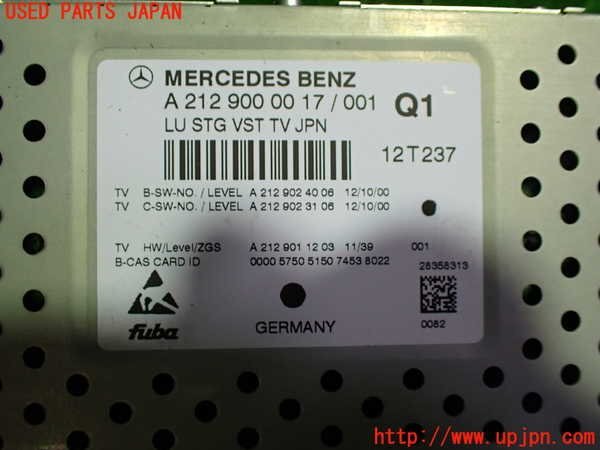 USED PARTS JAPAN
MERCEDES BENZ
A 212 900 00 17 / 001 Q1
LU STG VST TV JPN
12T237
TV B-SW-NO. / LEVEL A 212 902 40 06 12/10/00
TV C-SW-NO. / LEVEL A 212 902 31 06 12/10/00
TV HW/Level/ZGS A 212 901 12 03 11/39 001
B-CAS CARD ID 0000 5750 5150 7453 8022
28358313
0082
fuba
GERMANY
http://www.upjpn.com/